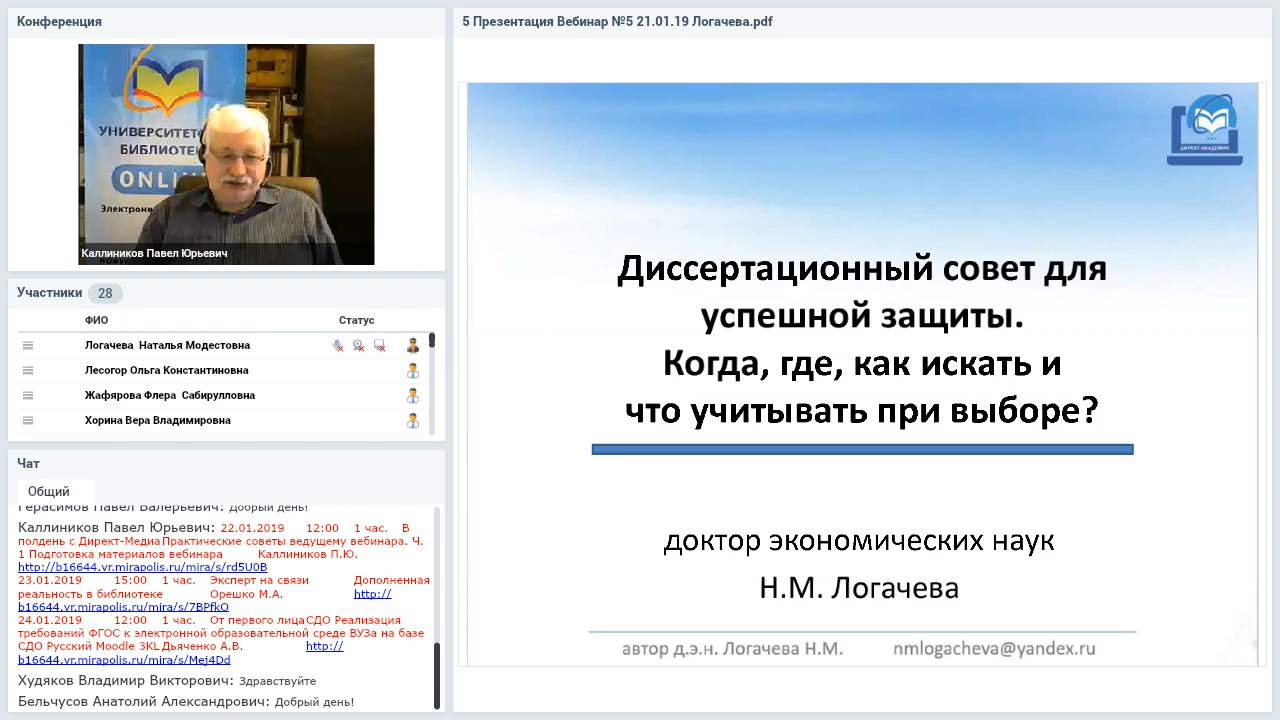 Конференция
УНИВЕРСИТЕТ
БИБЛИОТЕ
ONLI
Электронн
Каллиников Павел Юрьевич
Участники 28
ФИО Статус
Логачева Наталья Модестовна
Лесогор Ольга Константиновна
Жафярова Флера Сабирулловна
Хорина Вера Владимировна
Чат
Общий
Герасимов Павел Валерьевич: Добрый день!
Каллиников Павел Юрьевич: 22.01.2019 12:00 1 час. В
полдень с Директ-Медиа Практические советы ведущему вебинара. Ч.
1 Подготовка материалов вебинара Каллиников П.Ю.
http://b16644.vr.mirapolis.ru/mira/s/rd5U0B
23.01.2019 15:00 1 час. Эксперт на связи Дополненная
реальность в библиотеке Орешко М.А. http://
b16644.vr.mirapolis.ru/mira/s/7BPfkO
24.01.2019 12:00 1 час. От первого лица СДО Реализация
требований ФГОС к электронной образовательной среде ВУЗа на базе
СДО Русский Moodle 3KL Дьяченко А.В. http://
b16644.vr.mirapolis.ru/mira/s/Mej4Dd
Худяков Владимир Викторович: Здравствуйте
Бельчусов Анатолий Александрович: Добрый день!
5 Презентация Вебинар №5 21.01.19 Логачева.pdf
ДИРЕКТ-АКАДЕМИЯ
Диссертационный совет для
успешной защиты.
Когда, где, как искать и
что учитывать при выборе?
доктор экономических наук
Н.М. Логачева
автор д.э.н. Логачева Н.М. nmlogacheva@yandex.ru